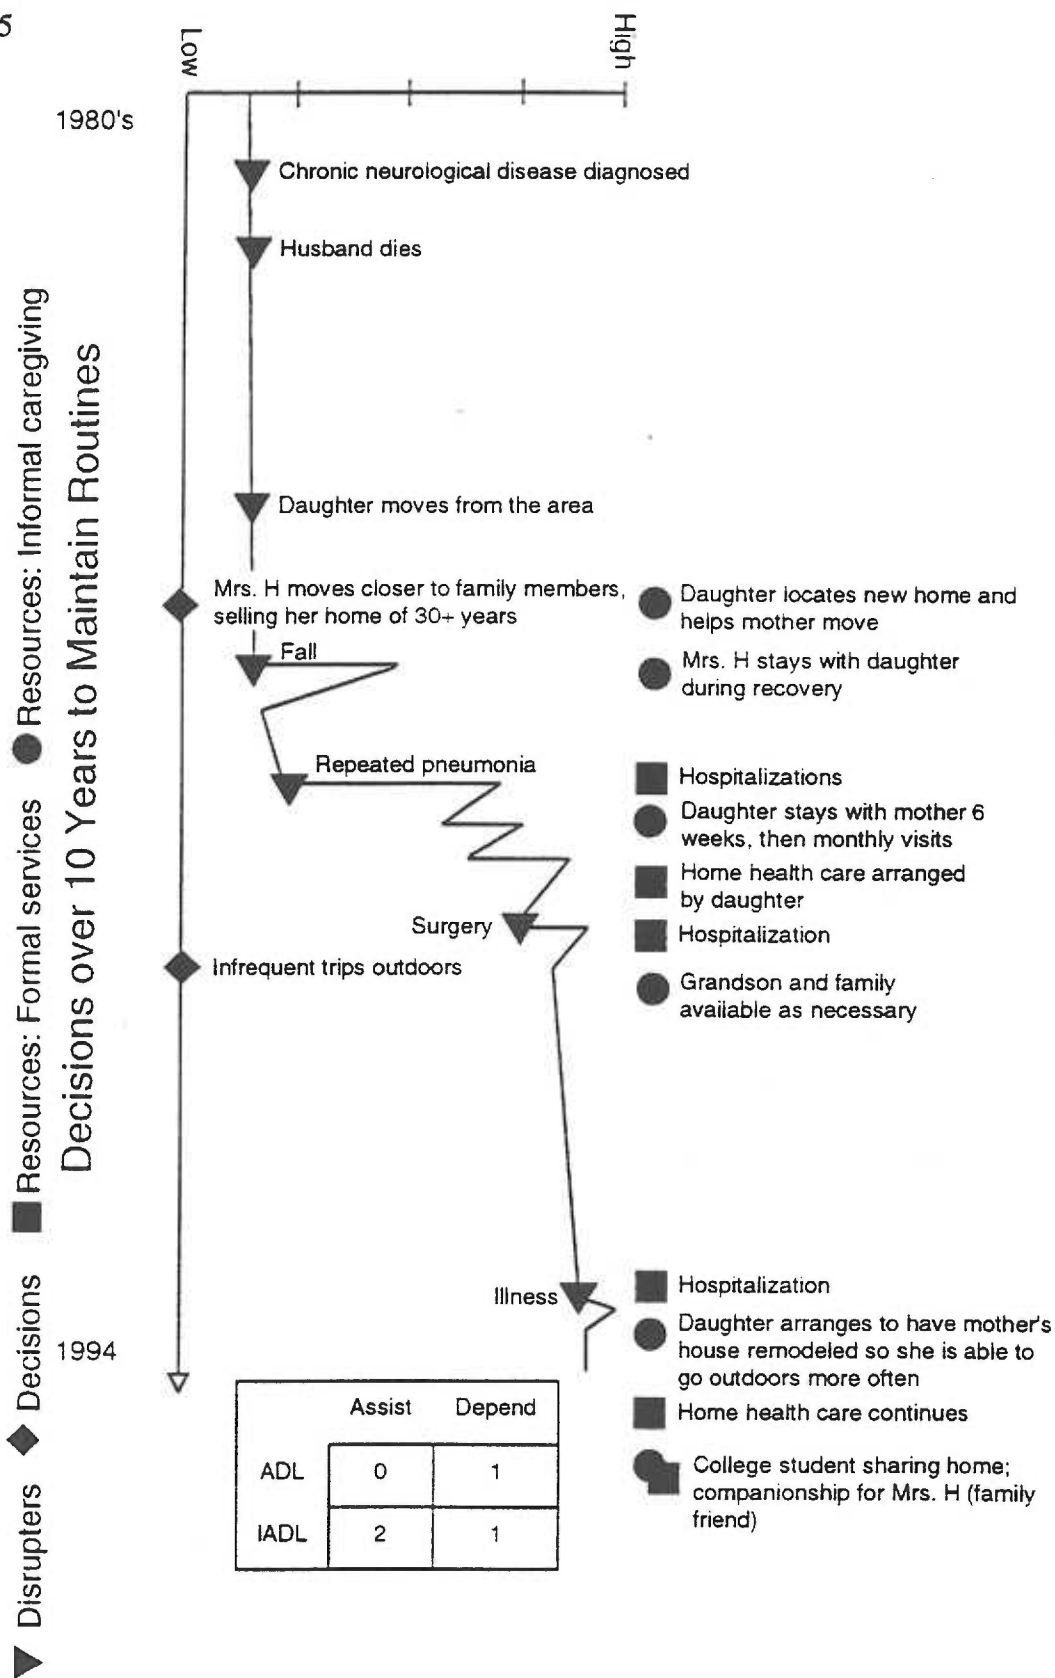 5
Low
High
1980's
Chronic neurological disease diagnosed
Husband dies
Daughter moves from the area
Mrs. H moves closer to family members,
selling her home of 30+ years
Daughter locates new home and
helps mother move
Fall
Mrs. H stays with daughter
during recovery
Repeated pneumonia
Hospitalizations
Daughter stays with mother 6
weeks, then monthly visits
Home health care arranged
by daughter
Surgery
Hospitalization
Infrequent trips outdoors
Grandson and family
available as necessary
Illness
Hospitalization
Daughter arranges to have mother's
house remodeled so she is able to
go outdoors more often
1994
Home health care continues
College student sharing home;
companionship for Mrs. H (family
friend)
Assist Depend
ADL 0 1
IADL 2 1
Decisions over 10 Years to Maintain Routines
Disrupters Decisions Resources: Formal services Resources: Informal caregiving